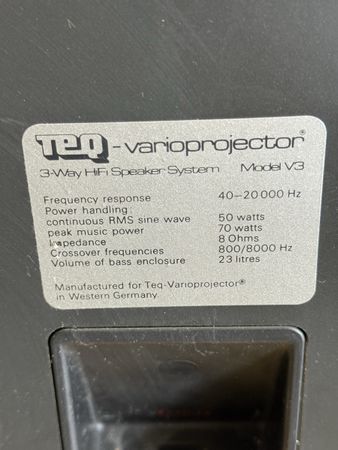 TEQ-varioprojector®
3-Way HiFi Speaker System Model V3
Frequency response 40-20000 Hz
Power handling:
continuous RMS sine wave 50 watts
peak music power 70 watts
Impedance 8 Ohms
Crossover frequencies 800/8000 Hz
Volume of bass enclosure 23 litres
Manufactured for Teq-Varioprojector®
in Western Germany